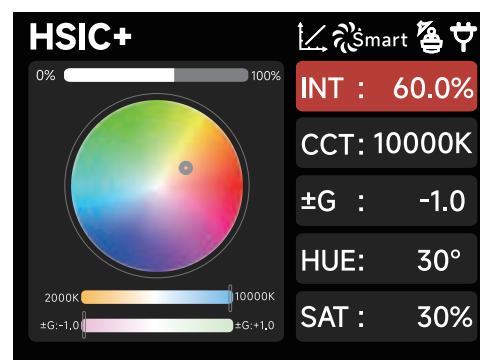 HSIC+
Smart
0% 100%
INT : 60.0%
CCT: 10000K
±G : -1.0
HUE: 30°
SAT : 30%
2000K 10000K
±G:-1.0 ±G:+1.0